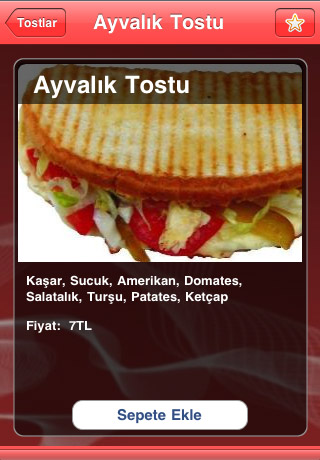 Tostlar
Ayvalık Tostu
Ayvalık Tostu
Kaşar, Sucuk, Amerikan, Domates,
Salatalık, Turşu, Patates, Ketçap
Fiyat: 7TL
Sepete Ekle